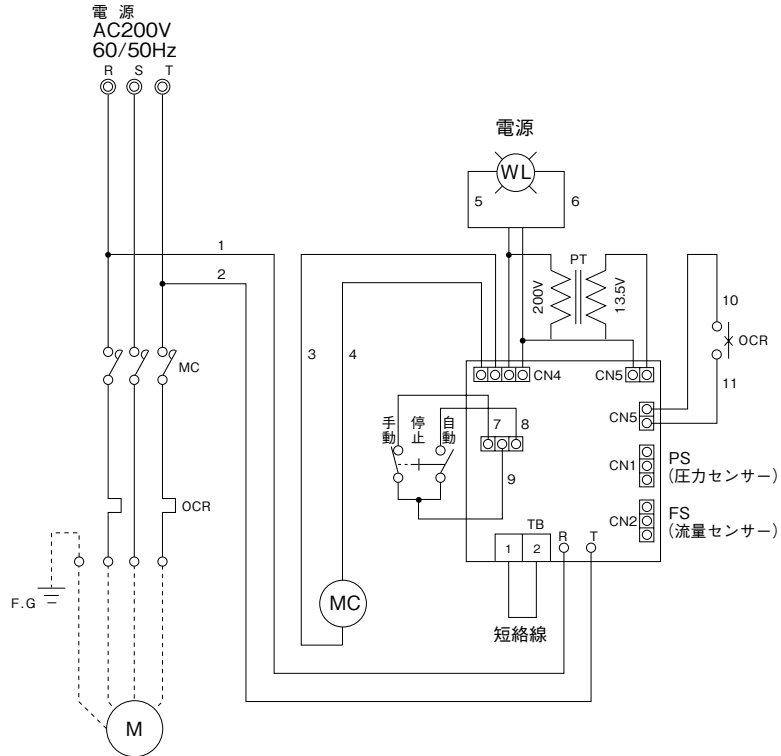 電 源
AC200V
60/50Hz
R S T
電源
WL
5 6
1
PT
2
200V
13.5V
10
3 4
OCR
MC
11
CN4 CN5
CN5
手動 停止 自動
7 8
PS
CN1
(圧力センサー)
9
OCR
FS
CN2
(流量センサー)
TB R T
1 2
F.G
MC
短絡線
M